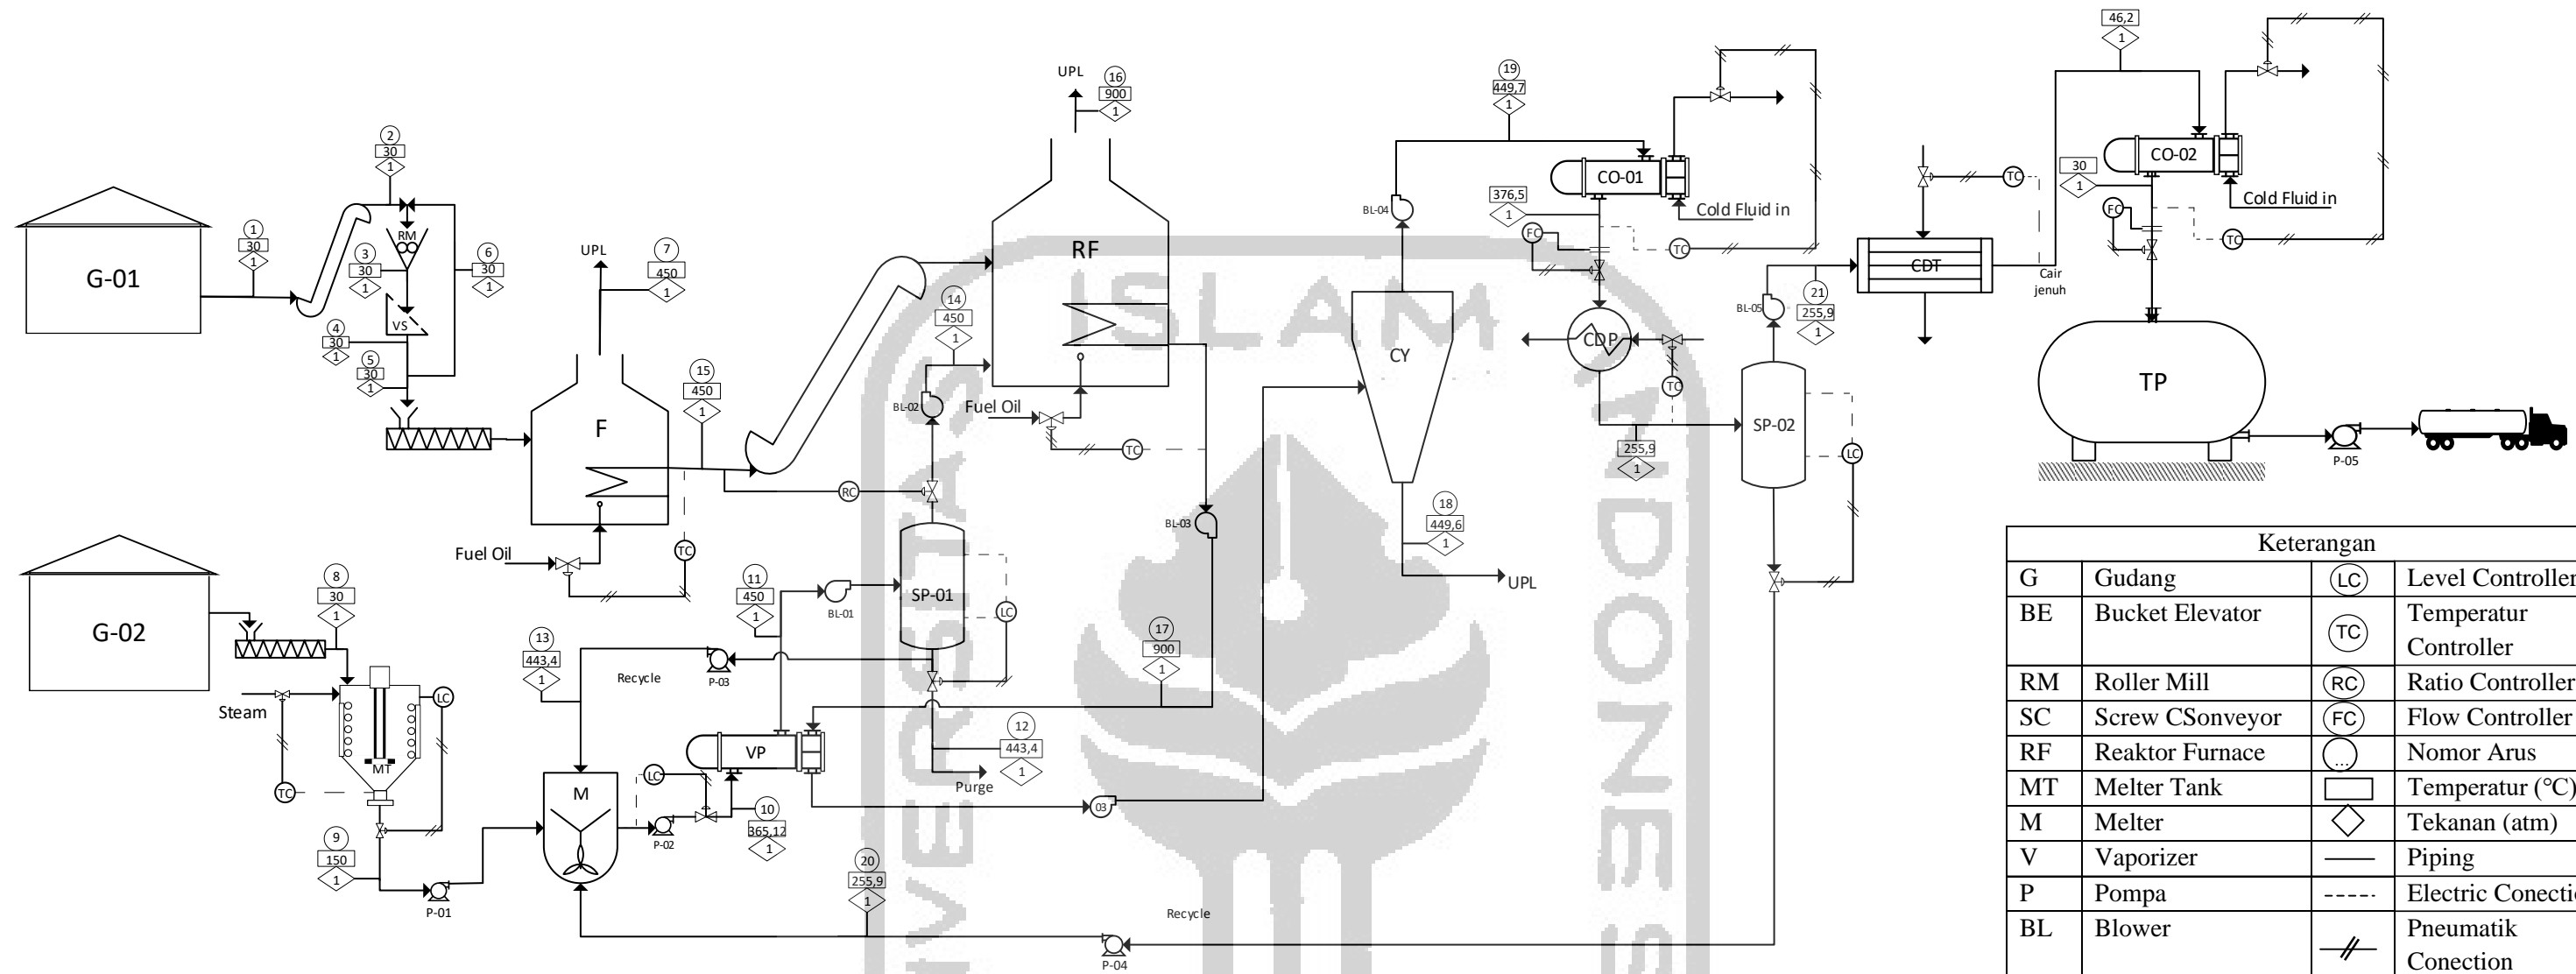 G-01
1
30
1
2
30
1
RM
3
30
1
VS
4
30
1
5
30
1
6
30
1
UPL
7
450
1
F
Fuel Oil
TC
15
450
1
RC
UPL
16
900
1
RF
14
450
1
BL-02
Fuel Oil
TC
BL-03
SP-01
LC
11
450
1
BL-01
G-02
8
30
1
Steam
TC
MT
LC
9
150
1
P-01
13
443,4
1
Recycle
P-03
M
LC
P-02
VP
10
365,12
1
12
443,4
1
Purge
17
900
1
03
20
255,9
1
Recycle
P-04
19
449,7
1
BL-04
CY
18
449,6
1
UPL
CO-01
Cold Fluid in
376,5
1
FC
TC
CDP
TC
255,9
1
SP-02
LC
BL-05
21
255,9
1
TC
CDT
Cair
jenuh
46,2
1
CO-02
Cold Fluid in
30
1
FC
TC
TP
P-05
Keterangan
G Gudang LC Level Controller
BE Bucket Elevator TC Temperatur
Controller
RM Roller Mill RC Ratio Controller
SC Screw CSonveyor FC Flow Controller
RF Reaktor Furnace ... Nomor Arus
MT Melter Tank Temperatur (°C)
M Melter Tekanan (atm)
V Vaporizer Piping
P Pompa Electric Conecti
BL Blower Pneumatik
Conection
ISLAM
INDONES
VERSITAS